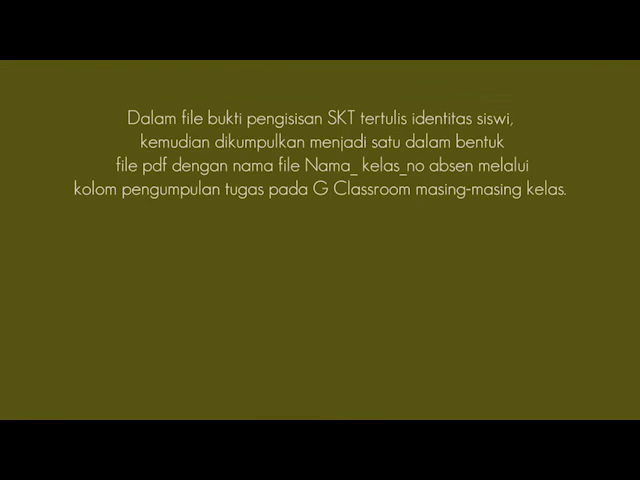 Dalam file bukti pengisisan SKT tertulis identitas siswi,
kemudian dikumpulkan menjadi satu dalam bentuk
file pdf dengan nama file Nama_ kelas_no absen melalui
kolom pengumpulan tugas pada G Classroom masing-masing kelas.